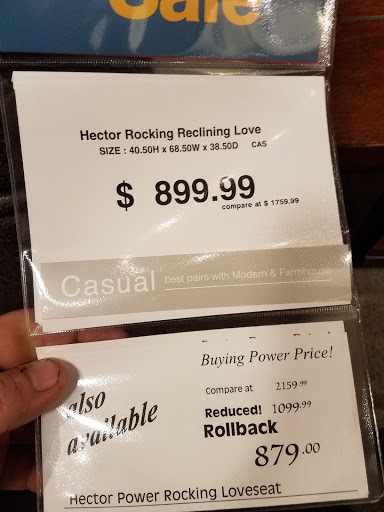 Sale
Hector Rocking Reclining Love
SIZE : 40.50H x 68.50W x 38.50D CAS
$ 899.99
compare at $ 1759.99
Casual best pairs with Modern & Farmhouse
Buying Power Price!
also
available
Compare at 2159.99
Reduced! 1099.99
Rollback
879.00
Hector Power Rocking Loveseat